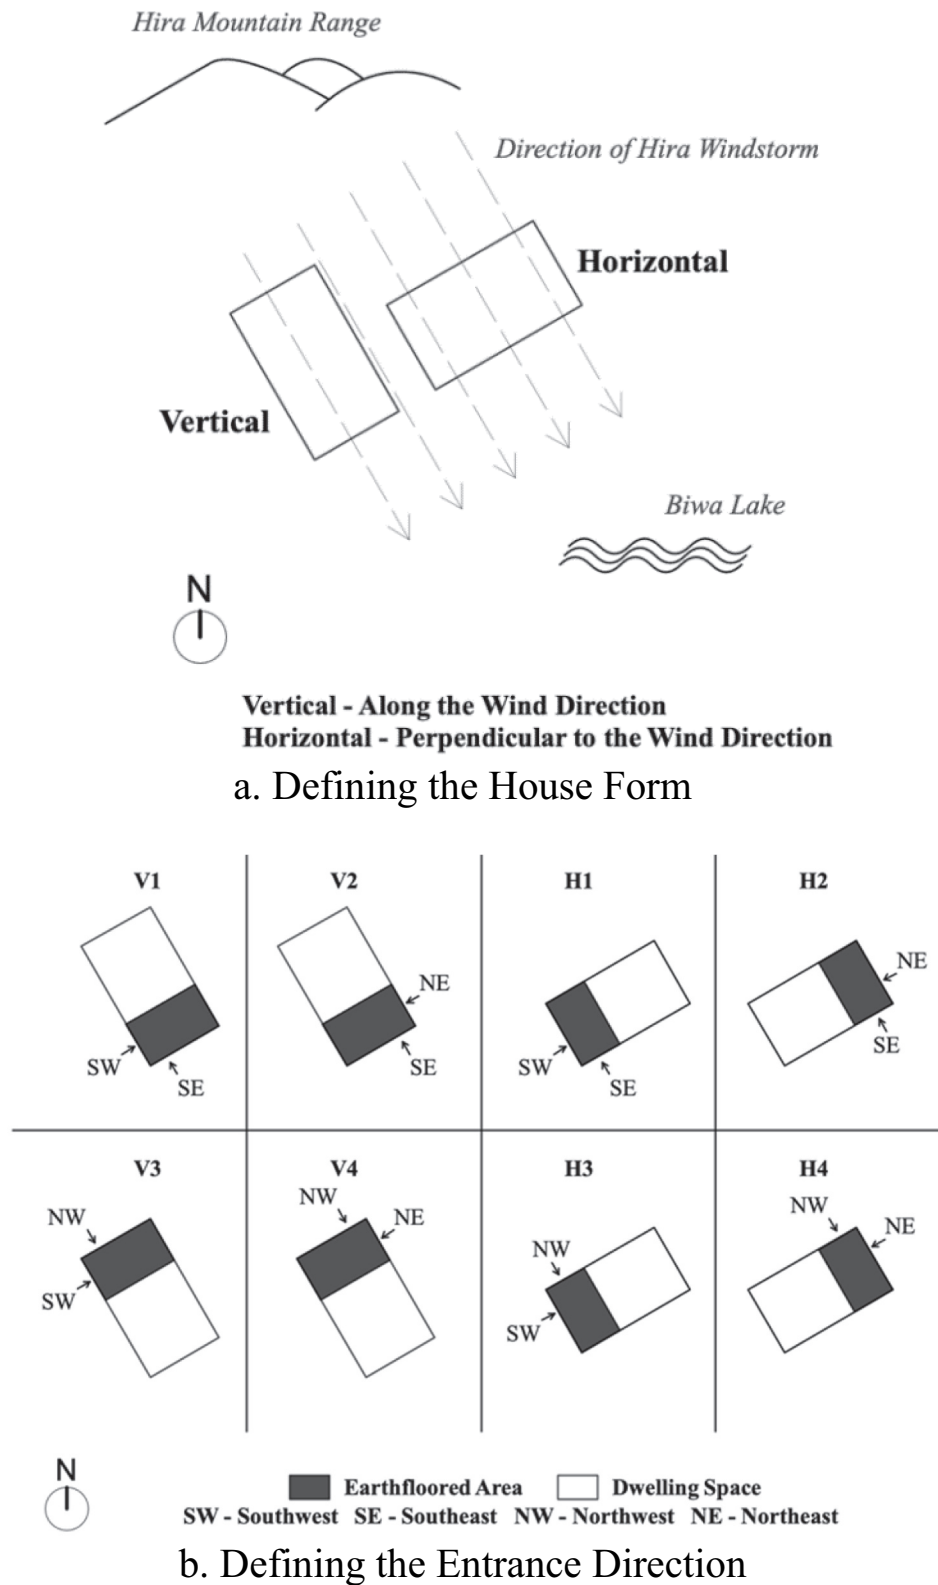 Hira Mountain Range
Direction of Hira Windstorm
Horizontal
Vertical
Biwa Lake
N
Vertical - Along the Wind Direction
Horizontal - Perpendicular to the Wind Direction
a. Defining the House Form
V1
SW
SE
V2
NE
SE
H1
SW
SE
H2
NE
SE
V3
NW
SW
V4
NW
NE
H3
NW
SW
H4
NW
NE
N
Earthfloored Area
Dwelling Space
SW - Southwest SE - Southeast NW - Northwest NE - Northeast
b. Defining the Entrance Direction